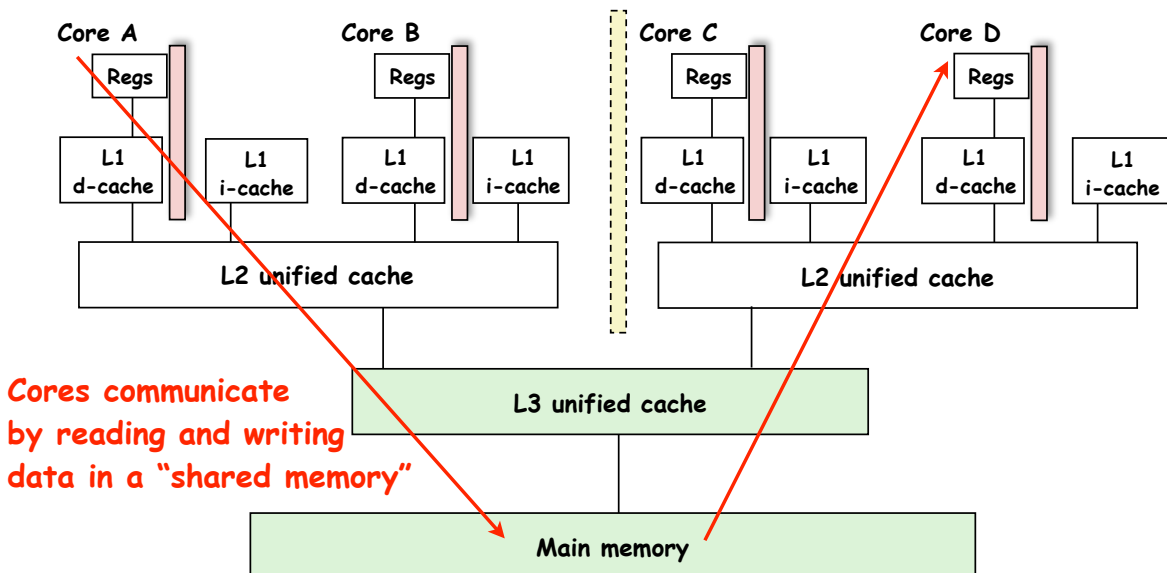 Core A
Core B
Core C
Core D
Regs
Regs
Regs
Regs
L1
d-cache
L1
i-cache
L1
d-cache
L1
i-cache
L1
d-cache
L1
i-cache
L1
d-cache
L1
i-cache
L2 unified cache
L2 unified cache
L3 unified cache
Cores communicate
by reading and writing
data in a “shared memory”
Main memory